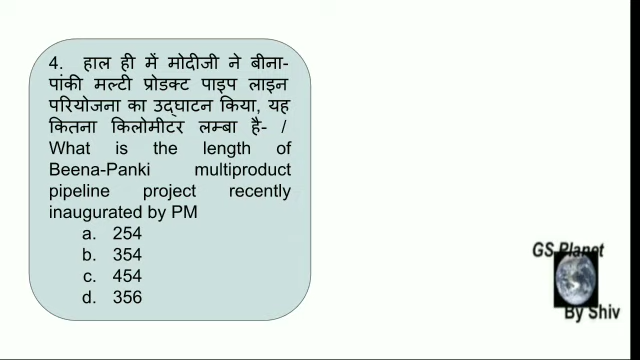 4. हाल ही में मोदीजी ने बीना-
पांकी मल्टी प्रोडक्ट पाइप लाइन
परियोजना का उद्घाटन किया, यह
कितना किलोमीटर लम्बा है- /
What is the length of
Beena-Panki multiproduct
pipeline project recently
inaugurated by PM
a. 254
b. 354
c. 454
d. 356
GS Planet
By Shiv